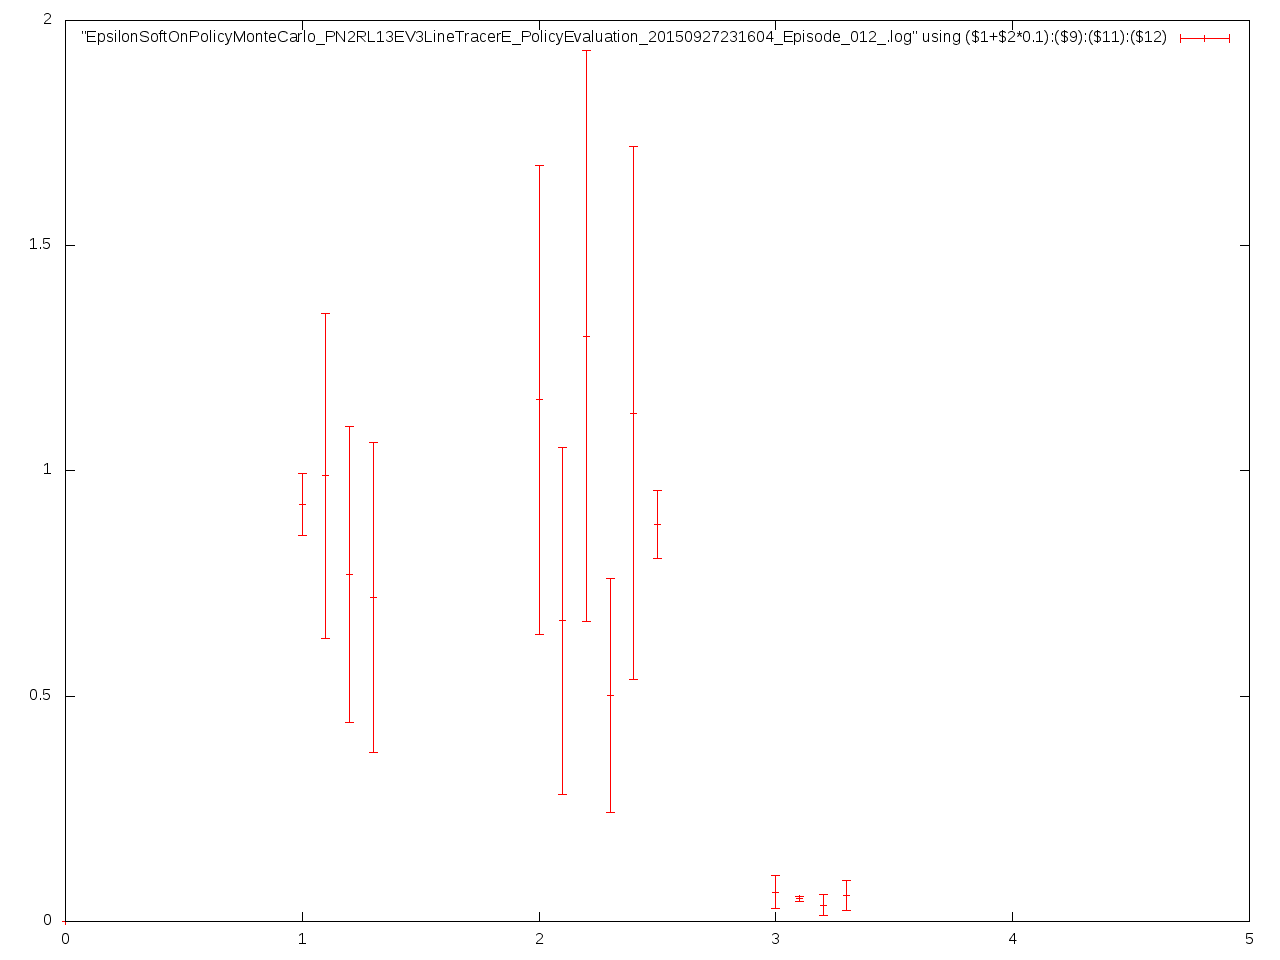 2
"EpsilonSoftOnPolicyMonteCarlo_PN2RL13EV3LineTracerE_PolicyEvaluation_20150927231604_Episode_012_.log" using ($1+$2*0.1):($9):($11):($12)
1.5
1
0.5
0
0 1 2 3 4 5